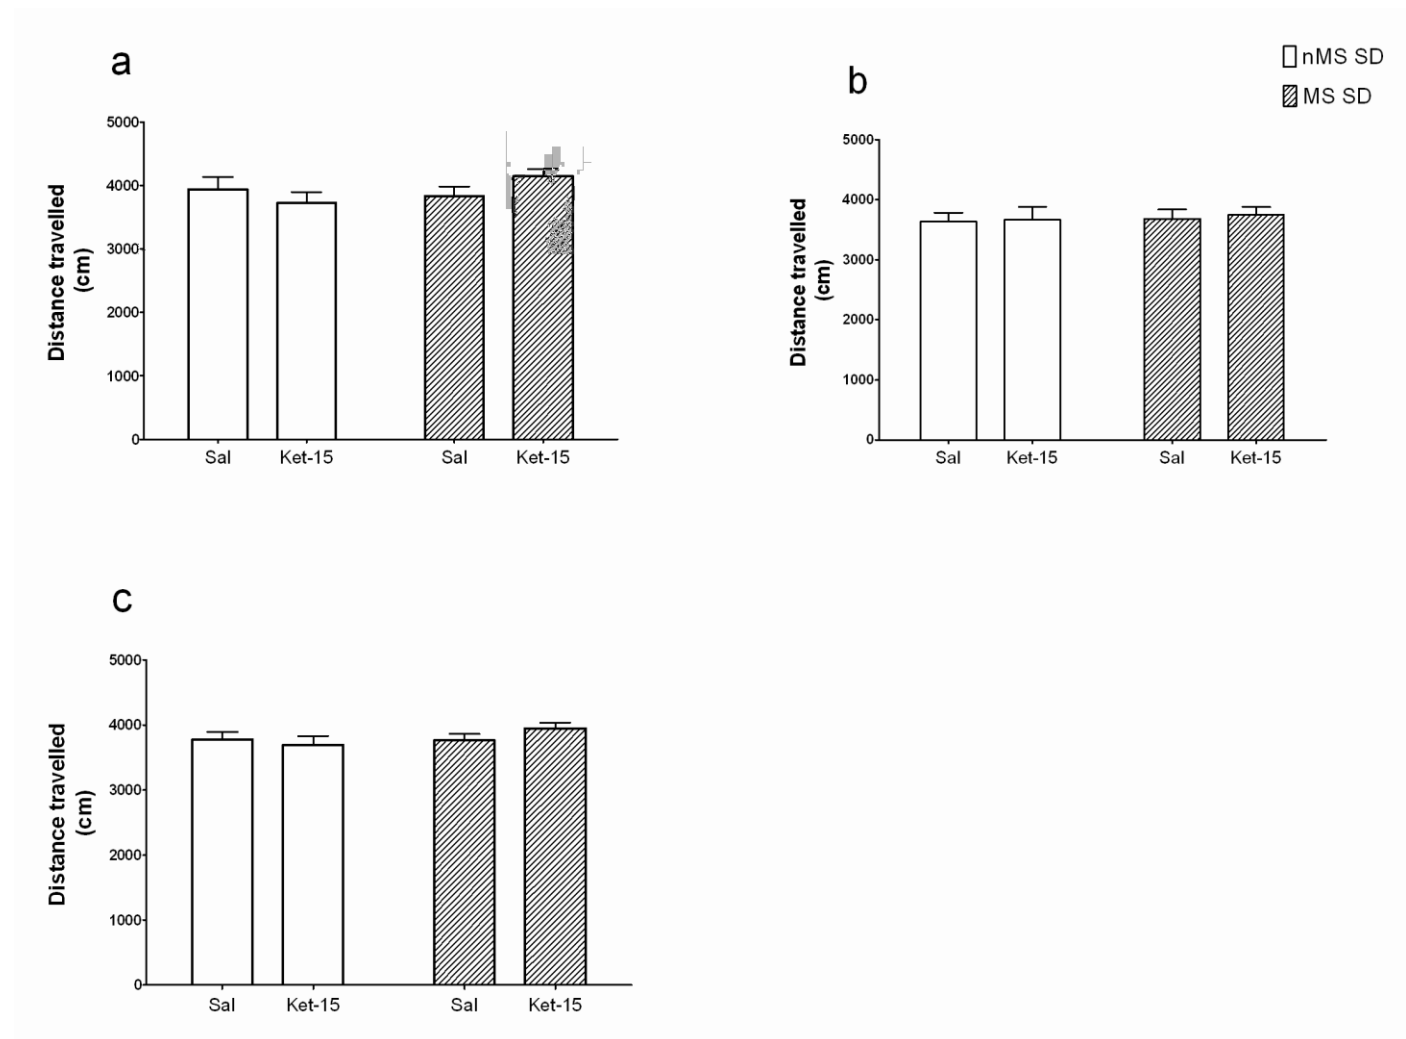 a
5000
4000
3000
2000
1000
0
Distance travelled
(cm)
Sal Ket-15 Sal Ket-15
b
nMS SD
MS SD
5000
4000
3000
2000
1000
0
Distance travelled
(cm)
Sal Ket-15 Sal Ket-15
c
5000
4000
3000
2000
1000
0
Distance travelled
(cm)
Sal Ket-15 Sal Ket-15